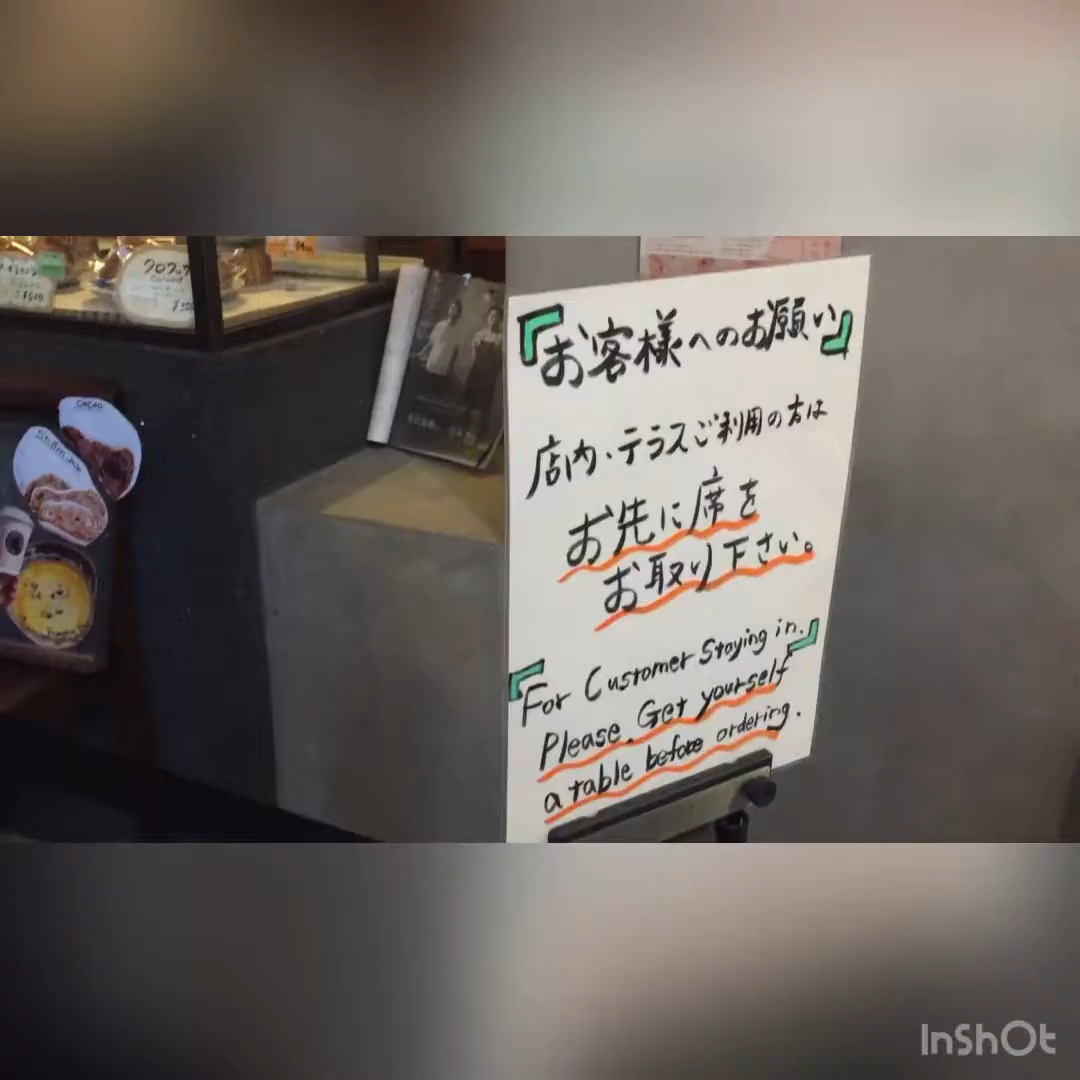 『お客様へのお願い』
店内・テラスご利用の方は
お先に席を
お取り下さい。
『For Customer Staying in.』
Please. Get yourself
a table before ordering.
CACAO
Stollen
InShOt